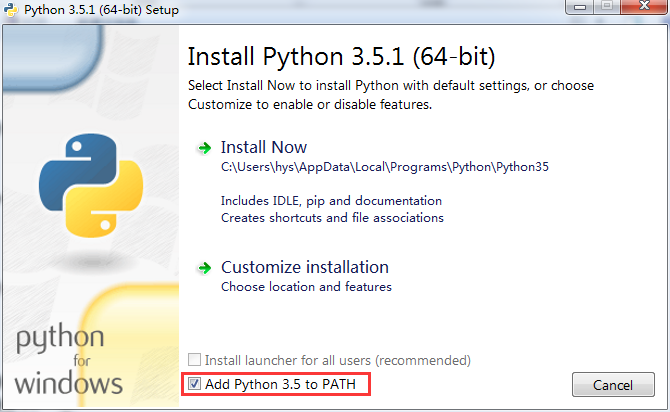 Python 3.5.1 (64-bit) Setup
Install Python 3.5.1 (64-bit)
Select Install Now to install Python with default settings, or choose
Customize to enable or disable features.
Install Now
C:\Users\hys\AppData\Local\Programs\Python\Python35
Includes IDLE, pip and documentation
Creates shortcuts and file associations
Customize installation
Choose location and features
Install launcher for all users (recommended)
Add Python 3.5 to PATH
Cancel
python
for
windows